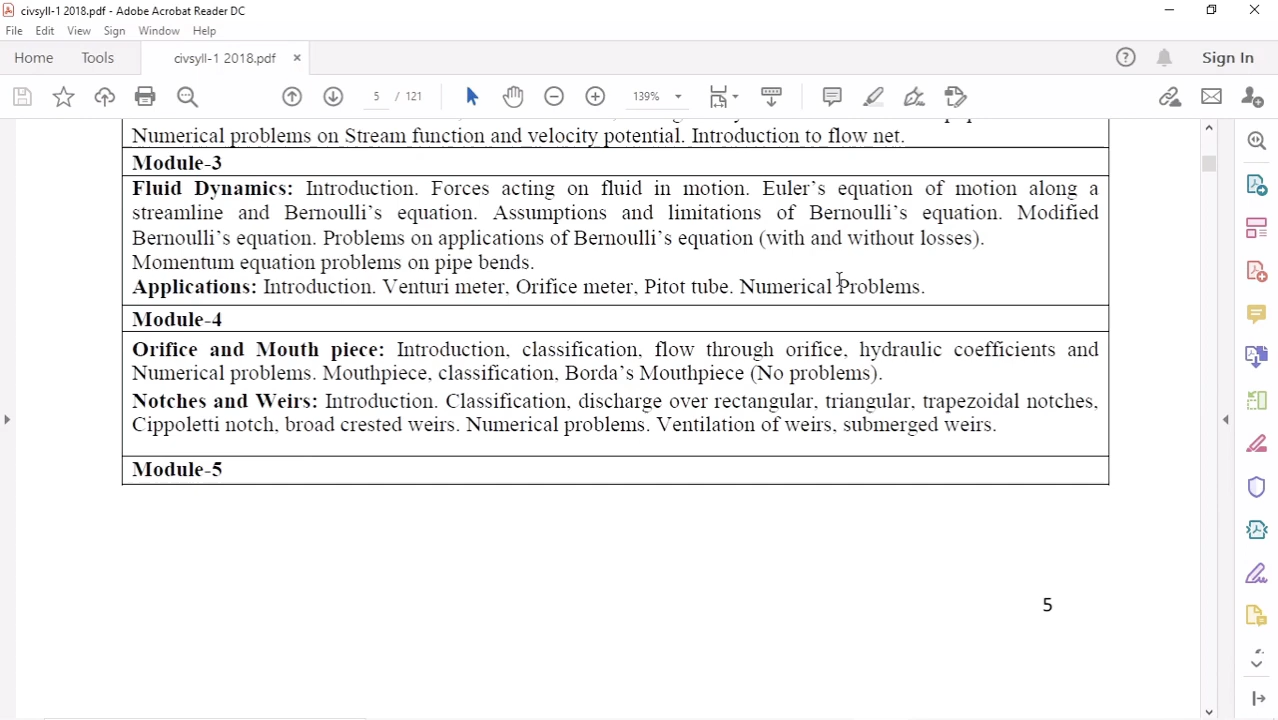 civsyll-1 2018.pdf - Adobe Acrobat Reader DC
File Edit View Sign Window Help
Home Tools civsyll-1 2018.pdf × Sign In
5 / 121 139%
Numerical problems on Stream function and velocity potential. Introduction to flow net.
Module-3
Fluid Dynamics: Introduction. Forces acting on fluid in motion. Euler’s equation of motion along a
streamline and Bernoulli’s equation. Assumptions and limitations of Bernoulli’s equation. Modified
Bernoulli’s equation. Problems on applications of Bernoulli’s equation (with and without losses).
Momentum equation problems on pipe bends.
Applications: Introduction. Venturi meter, Orifice meter, Pitot tube. Numerical Problems.
Module-4
Orifice and Mouth piece: Introduction, classification, flow through orifice, hydraulic coefficients and
Numerical problems. Mouthpiece, classification, Borda’s Mouthpiece (No problems).
Notches and Weirs: Introduction. Classification, discharge over rectangular, triangular, trapezoidal notches,
Cippoletti notch, broad crested weirs. Numerical problems. Ventilation of weirs, submerged weirs.
Module-5
5